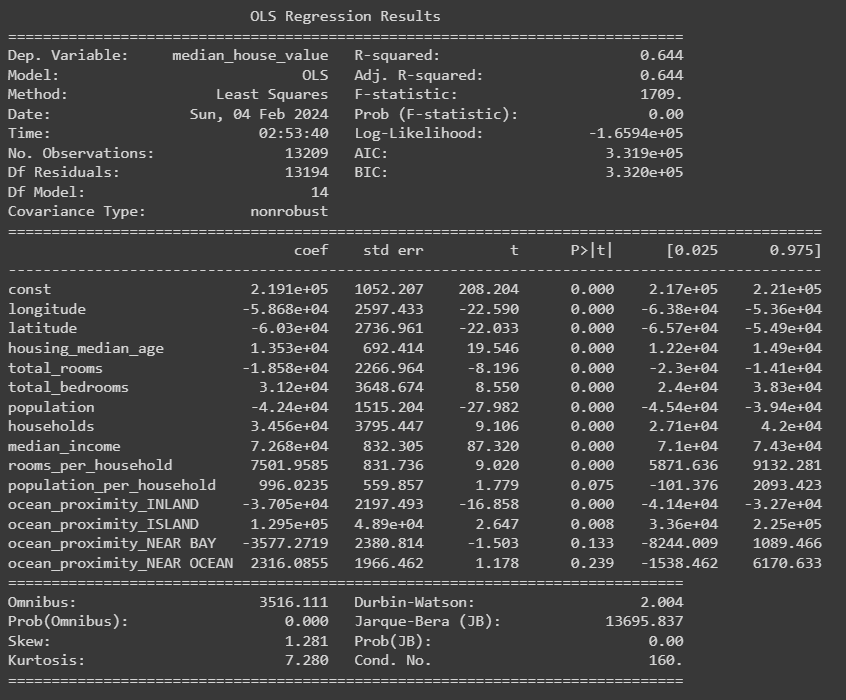 OLS Regression Results
==============================================================================
Dep. Variable:     median_house_value   R-squared:                       0.644
Model:                            OLS   Adj. R-squared:                  0.644
Method:                 Least Squares   F-statistic:                     1709.
Date:                Sun, 04 Feb 2024   Prob (F-statistic):               0.00
Time:                        02:53:40   Log-Likelihood:            -1.6594e+05
No. Observations:               13209   AIC:                         3.319e+05
Df Residuals:                   13194   BIC:                         3.320e+05
Df Model:                          14
Covariance Type:            nonrobust
==============================================================================================
                                 coef    std err          t      P>|t|      [0.025      0.975]
----------------------------------------------------------------------------------------------
const                       2.191e+05   1052.207    208.204      0.000    2.17e+05    2.21e+05
longitude                  -5.868e+04   2597.433    -22.590      0.000   -6.38e+04   -5.36e+04
latitude                    -6.03e+04   2736.961    -22.033      0.000   -6.57e+04   -5.49e+04
housing_median_age          1.353e+04    692.414     19.546      0.000    1.22e+04    1.49e+04
total_rooms                -1.858e+04   2266.964     -8.196      0.000    -2.3e+04   -1.41e+04
total_bedrooms               3.12e+04   3648.674      8.550      0.000     2.4e+04    3.83e+04
population                  -4.24e+04   1515.204    -27.982      0.000   -4.54e+04   -3.94e+04
households                  3.456e+04   3795.447      9.106      0.000    2.71e+04     4.2e+04
median_income               7.268e+04    832.305     87.320      0.000     7.1e+04    7.43e+04
rooms_per_household         7501.9585    831.736      9.020      0.000    5871.636    9132.281
population_per_household     996.0235    559.857      1.779      0.075    -101.376    2093.423
ocean_proximity_INLAND     -3.705e+04   2197.493    -16.858      0.000   -4.14e+04   -3.27e+04
ocean_proximity_ISLAND      1.295e+05   4.89e+04      2.647      0.008    3.36e+04    2.25e+05
ocean_proximity_NEAR BAY   -3577.2719   2380.814     -1.503      0.133   -8244.009    1089.466
ocean_proximity_NEAR OCEAN  2316.0855   1966.462      1.178      0.239   -1538.462    6170.633
==============================================================================
Omnibus:                     3516.111   Durbin-Watson:                   2.004
Prob(Omnibus):                  0.000   Jarque-Bera (JB):            13695.837
Skew:                           1.281   Prob(JB):                         0.00
Kurtosis:                       7.280   Cond. No.                         160.
==============================================================================